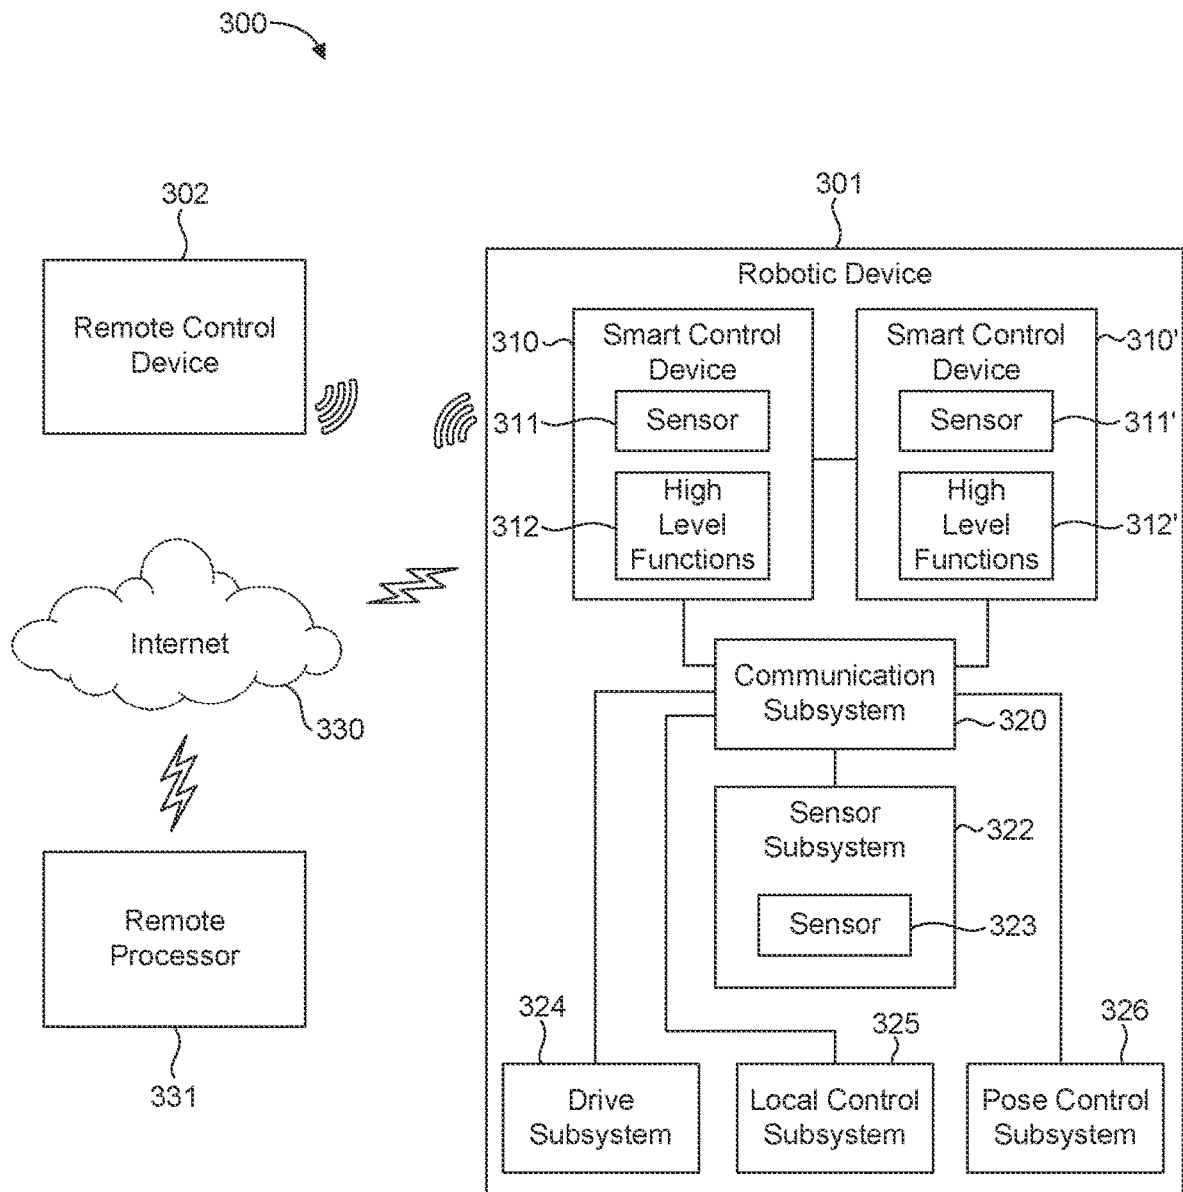 300
302
301
Remote Control
Device
Robotic Device
310
Smart Control
Device
Smart Control
Device
310'
311
Sensor
Sensor
311'
312
High
Level
Functions
High
Level
Functions
312'
Internet
330
Communication
Subsystem
320
Sensor
Subsystem
322
Sensor
323
Remote
Processor
331
324
325
326
Drive
Subsystem
Local Control
Subsystem
Pose Control
Subsystem